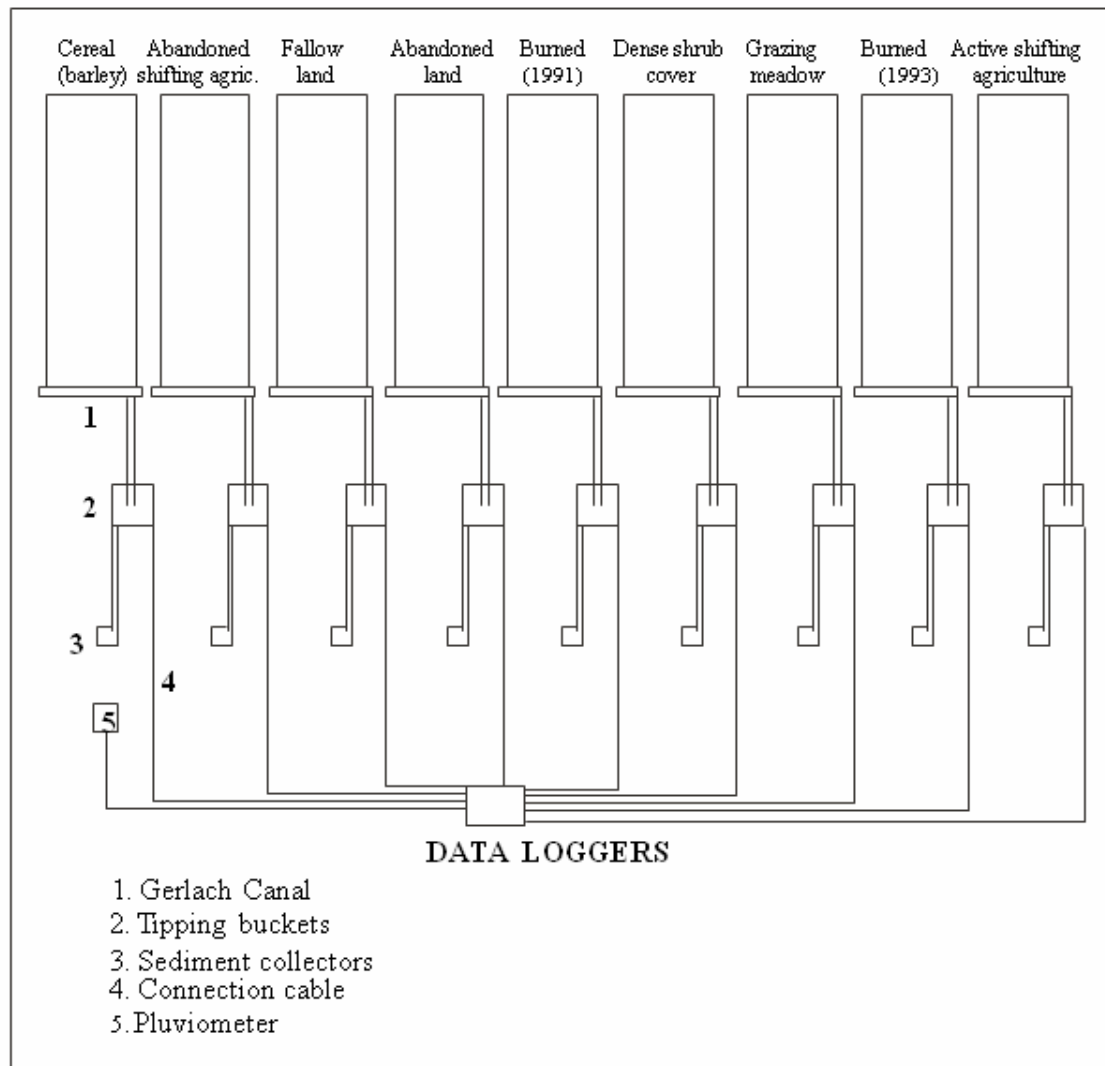 Cereal
(barley)
Abandoned
shifting agric.
Fallow
land
Abandoned
land
Burned
(1991)
Dense shrub
cover
Grazing
meadow
Burned
(1993)
Active shifting
agriculture
1
2
3
4
5
DATA LOGGERS
1. Gerlach Canal
2. Tipping buckets
3. Sediment collectors
4. Connection cable
5. Pluviometer